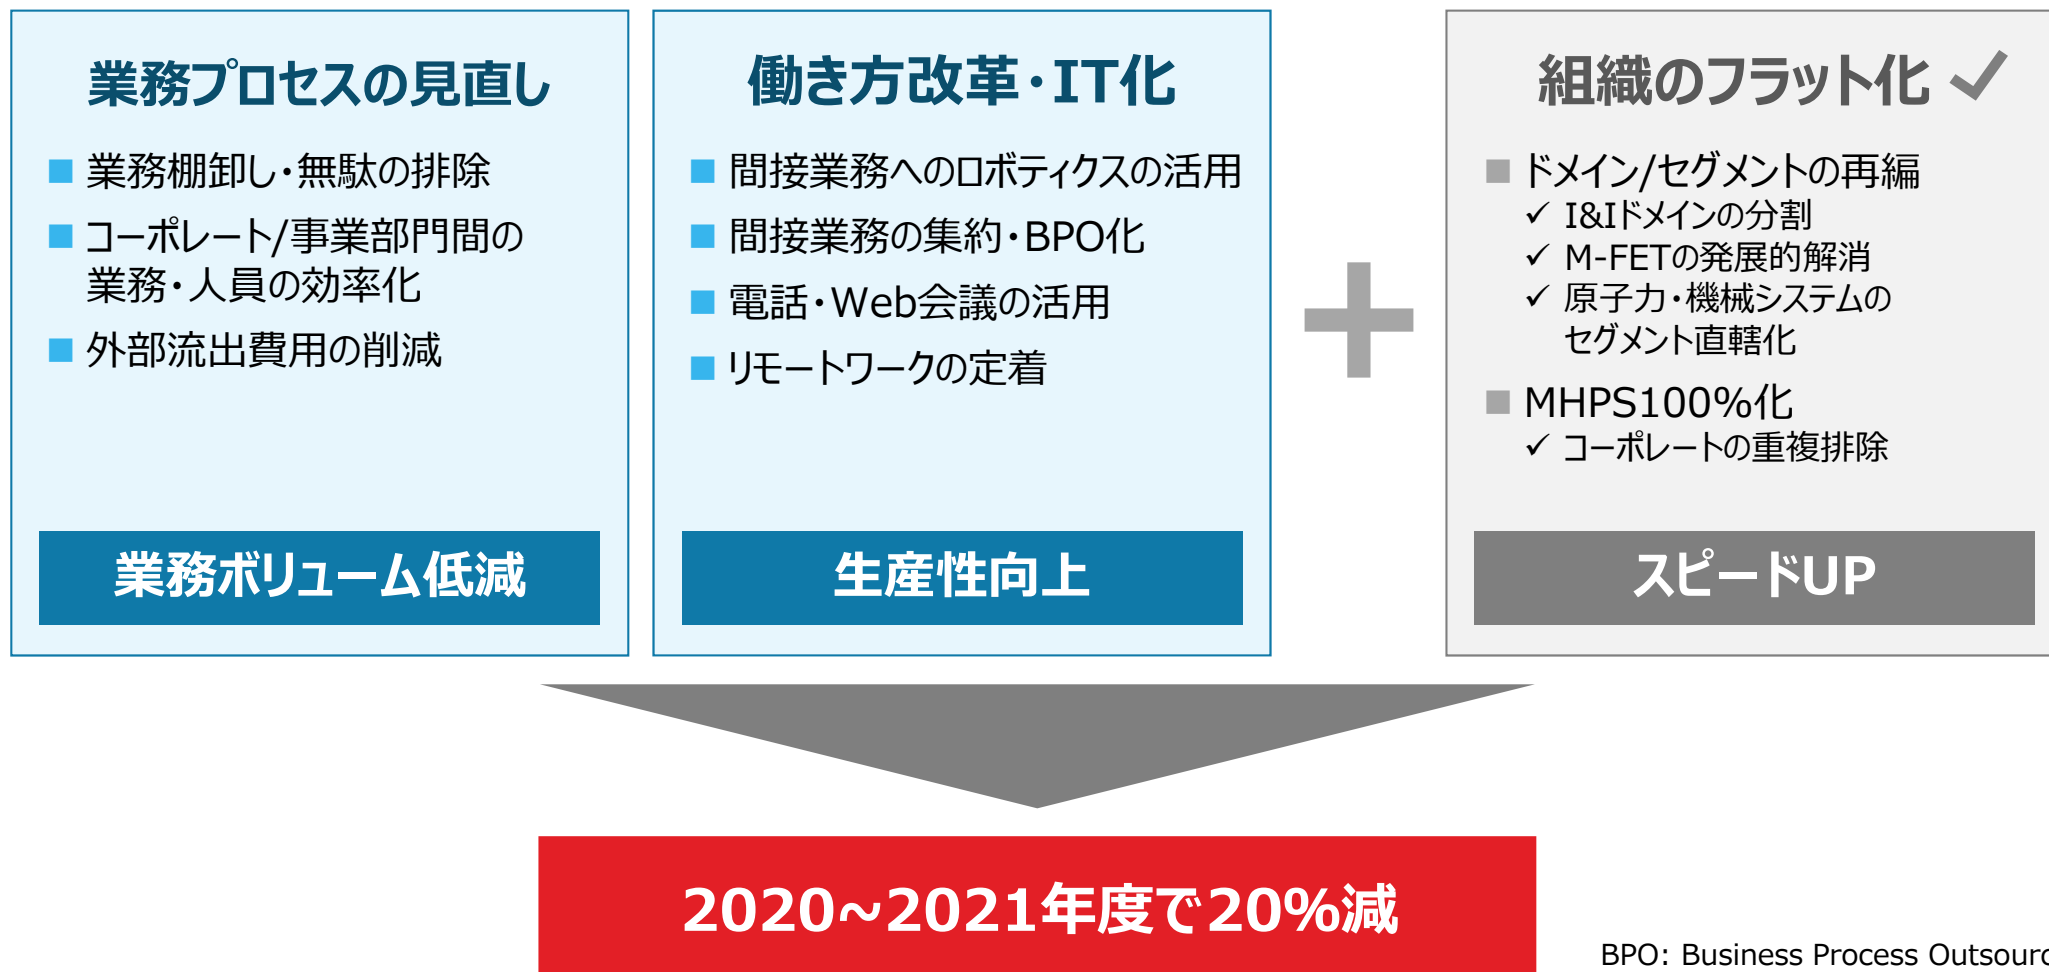 業務プロセスの見直し
■ 業務棚卸し・無駄の排除
■ コーポレート/事業部門間の
業務・人員の効率化
■ 外部流出費用の削減
業務ボリューム低減
働き方改革・IT化
■ 間接業務へのロボティクスの活用
■ 間接業務の集約・BPO化
■ 電話・Web会議の活用
■ リモートワークの定着
生産性向上
組織のフラット化 ✓
■ ドメイン/セグメントの再編
✓ I&Iドメインの分割
✓ M-FETの発展的解消
✓ 原子力・機械システムの
セグメント直轄化
■ MHPS100%化
✓ コーポレートの重複排除
スピードUP
2020~2021年度で20%減
BPO: Business Process